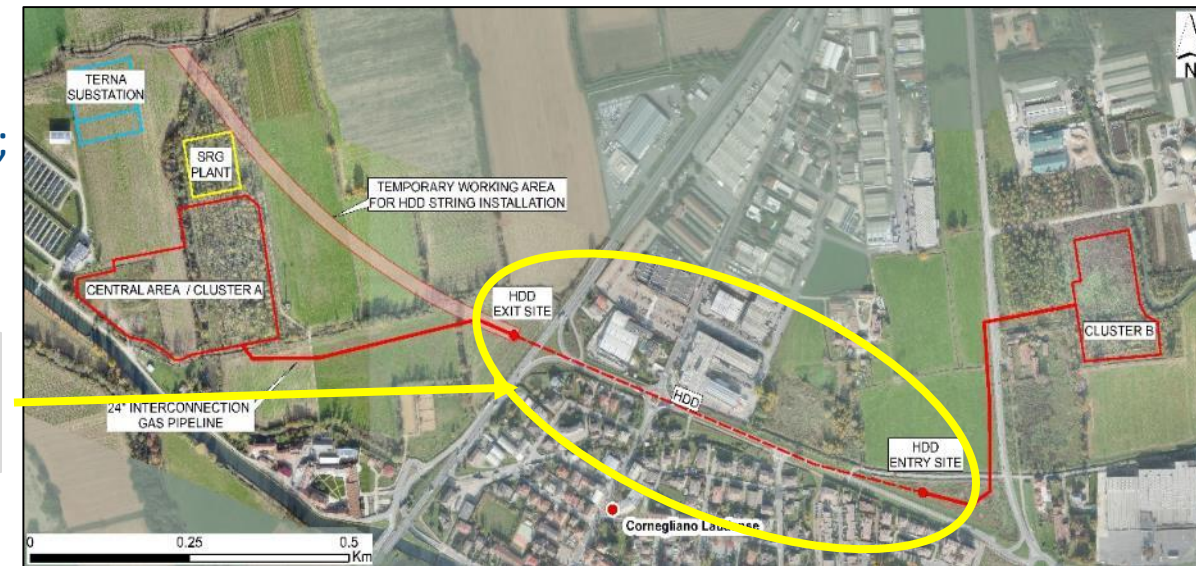 N
TERNA
SUBSTATION
;
SRG
PLANT
TEMPORARY WORKING AREA
FOR HDD STRING INSTALLATION
CENTRAL AREA / CLUSTER A
HDD
EXIT SITE
CLUSTER B
24" INTERCONNECTION
GAS PIPELINE
HDD
HDD
ENTRY SITE
Cornegliano Laudense
0 0.25 0.5
Km